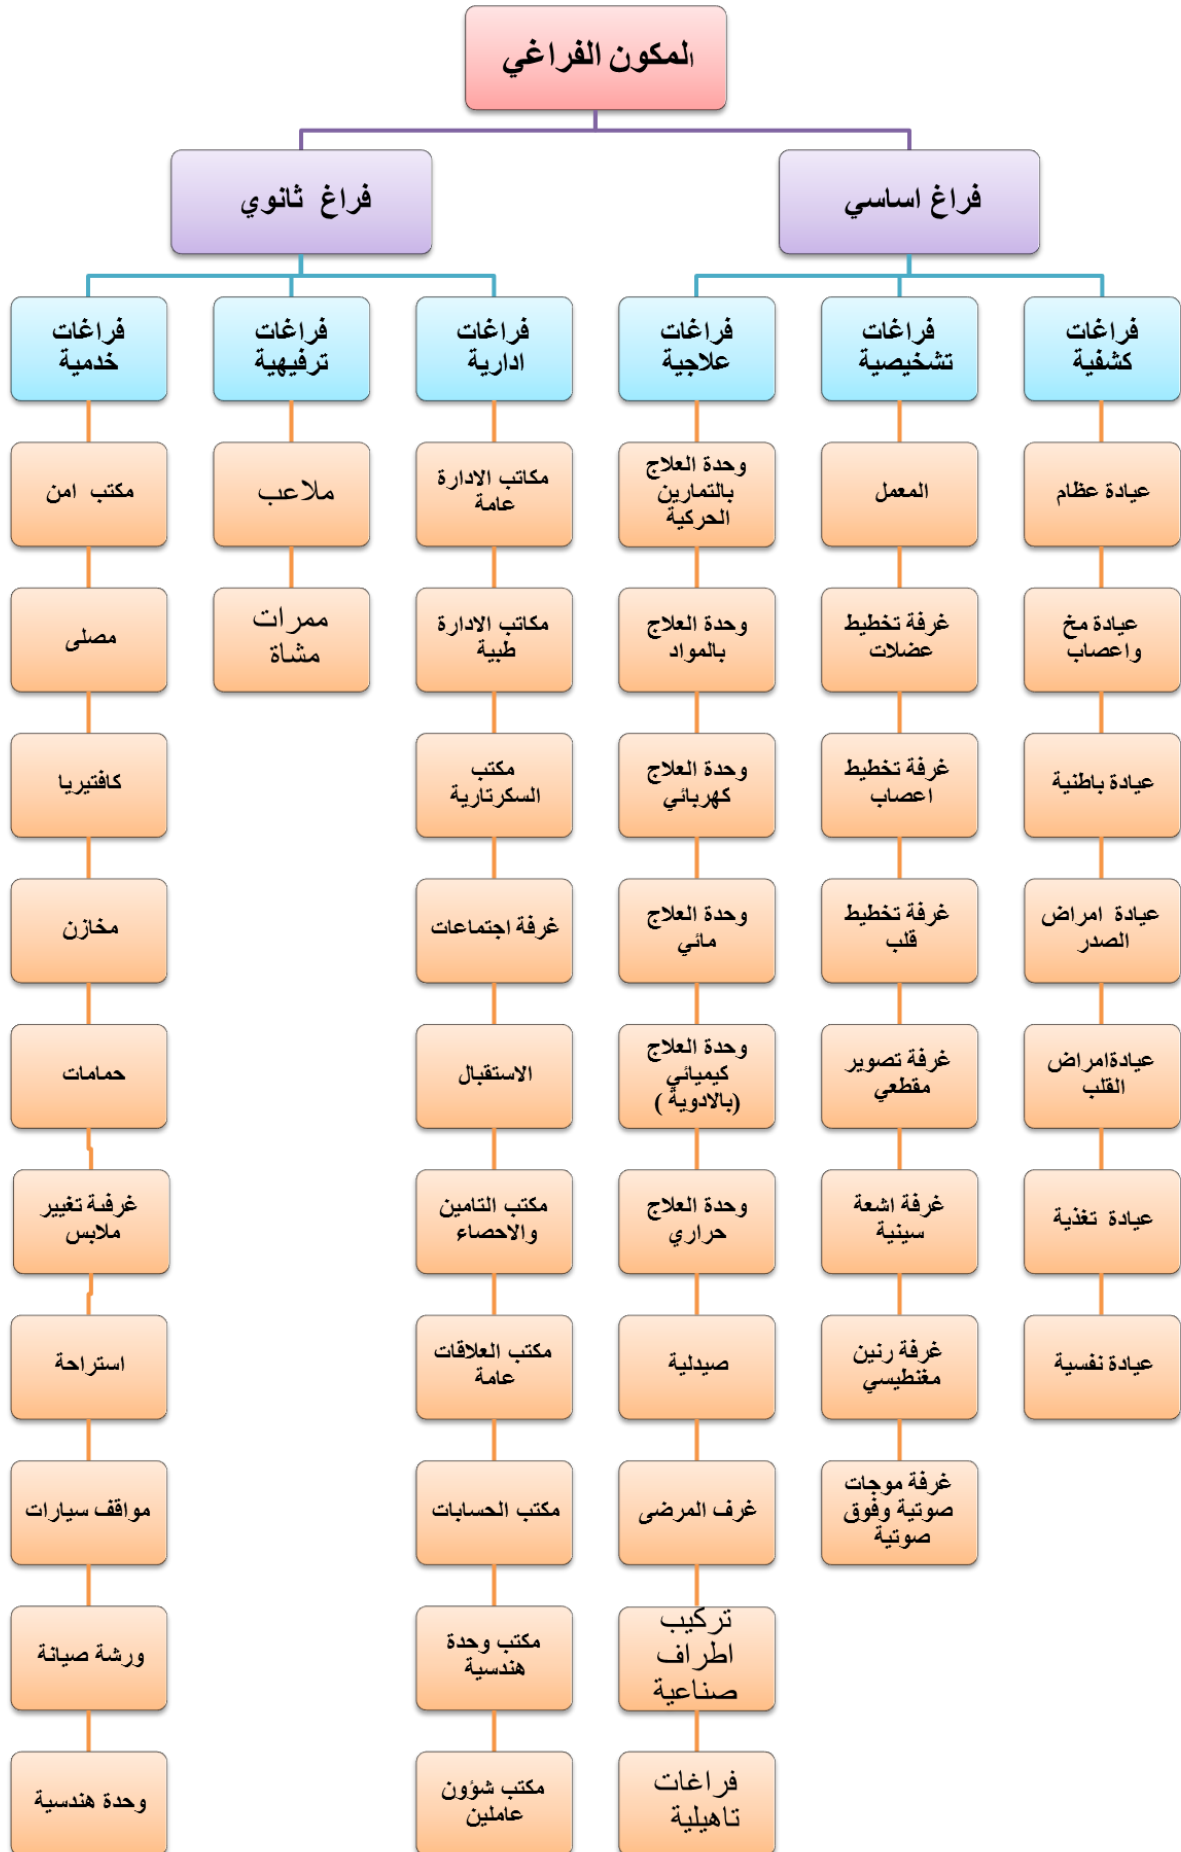 المكون الفراغي
فراغ اساسي
فراغ ثانوي
فراغات
كشفية
فراغات
تشخيصية
فراغات
علاجية
فراغات
ادارية
فراغات
ترفيهية
فراغات
خدمية
عيادة عظام
عيادة مخ
واعصاب
عيادة باطنية
عيادة امراض
الصدر
عيادةامراض
القلب
عيادة تغذية
عيادة نفسية
المعمل
غرفة تخطيط
عضلات
غرفة تخطيط
اعصاب
غرفة تخطيط
قلب
غرفة تصوير
مقطعي
غرفة اشعة
سينية
غرفة رنين
مغنطيسي
غرفة موجات
صوتية وفوق
صوتية
وحدة العلاج
بالتمارين
الحركية
وحدة العلاج
بالمواد
وحدة العلاج
كهربائي
وحدة العلاج
مائي
وحدة العلاج
كيميائي
(بالادوية )
وحدة العلاج
حراري
صيدلية
غرف المرضى
تركيب
اطراف
صناعية
فراغات
تاهيلية
مكاتب الادارة
عامة
مكاتب الادارة
طبية
مكتب
السكرتارية
غرفة اجتماعات
الاستقبال
مكتب التامين
والاحصاء
مكتب العلاقات
عامة
مكتب الحسابات
مكتب وحدة
هندسية
مكتب شؤون
عاملين
ملاعب
ممرات
مشاة
مكتب امن
مصلى
كافتيريا
مخازن
حمامات
غرفة تغيير
ملابس
استراحة
مواقف سيارات
ورشة صيانة
وحدة هندسية